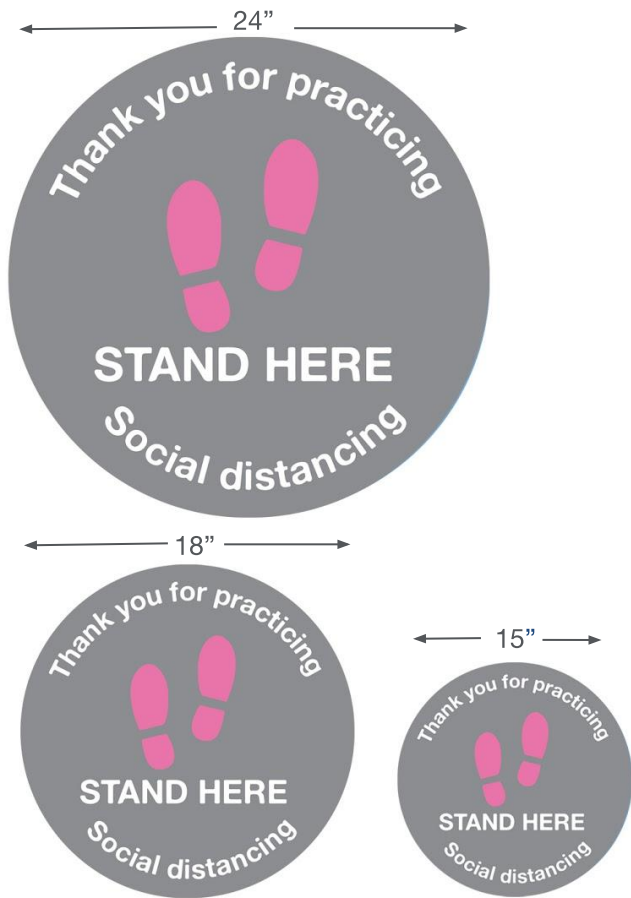 24”
Thank you for practicing
STAND HERE
Social distancing
18”
Thank you for practicing
STAND HERE
Social distancing
15”
Thank you for practicing
STAND HERE
Social distancing